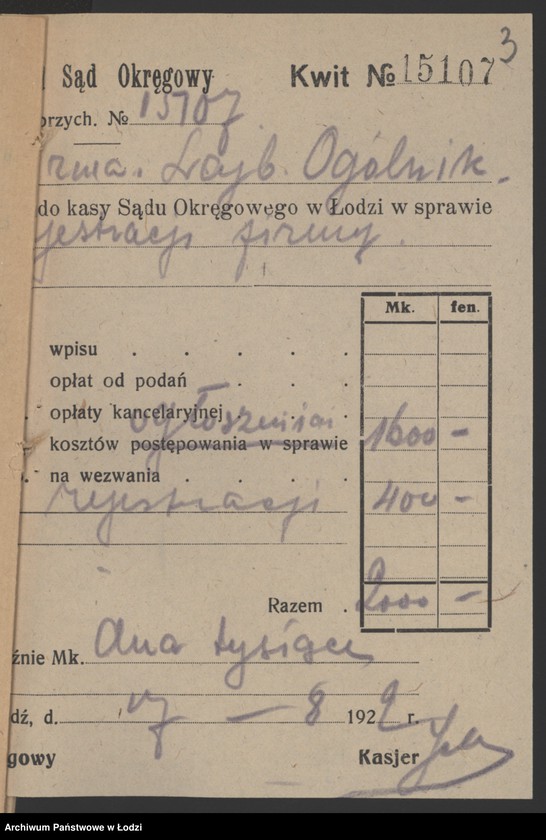 3
Sąd Okręgowy Kwit № 15107
przych. № 15107
rma. Lajb. Ogólnik.
do kasy Sądu Okręgowego w Łodzi w sprawie
jestracji firmy.
Mk. fen.
wpisu . . . . .
opłat od podań . . .
opłaty kancelaryjnej . . .
ogłoszenia
kosztów postępowania w sprawie 1600 –
na wezwania . . . .
rejestracji 400 –
Razem . 2000 –
źnie Mk. Dwa tysiące
dź, d. 17 – 8 1922 r.
gowy Kasjer
Archiwum Państwowe w Łodzi